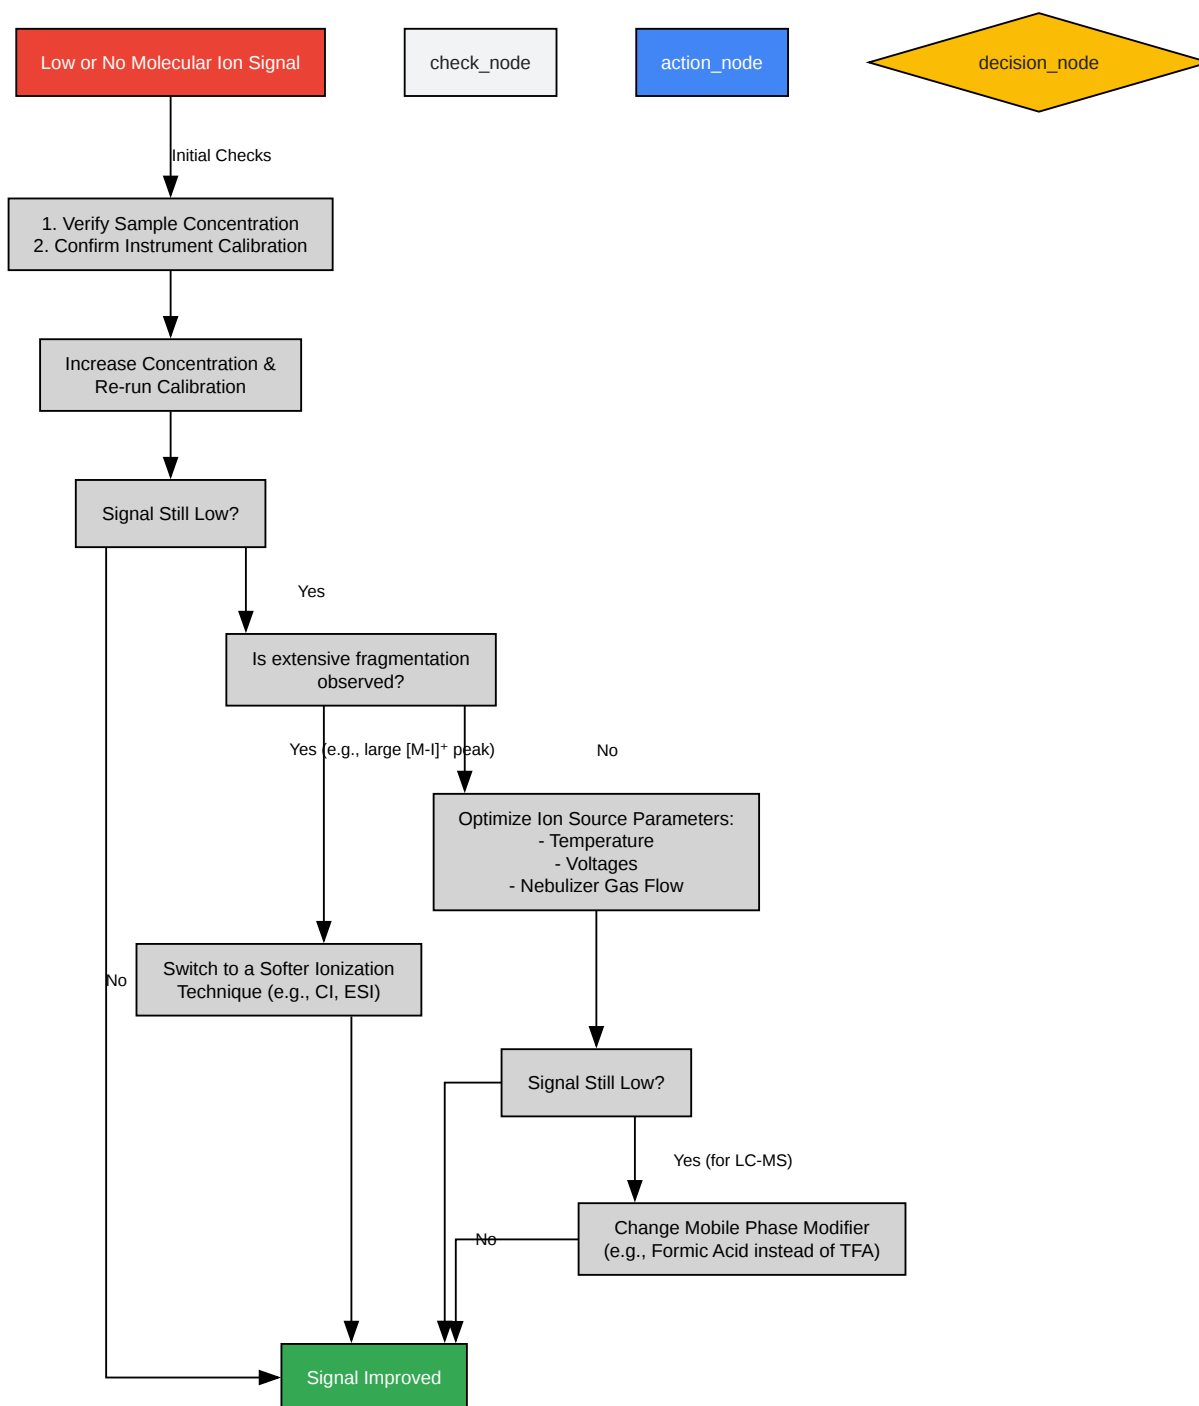 Low or No Molecular Ion Signal
check_node
action_node
decision_node
Initial Checks
1. Verify Sample Concentration
2. Confirm Instrument Calibration
Increase Concentration &
Re-run Calibration
Signal Still Low?
Yes
Is extensive fragmentation
observed?
Yes (e.g., large [M-I]⁺ peak)
No
Optimize Ion Source Parameters:
- Temperature
- Voltages
- Nebulizer Gas Flow
Switch to a Softer Ionization
Technique (e.g., CI, ESI)
No
Signal Still Low?
Yes (for LC-MS)
Change Mobile Phase Modifier
(e.g., Formic Acid instead of TFA)
No
Signal Improved